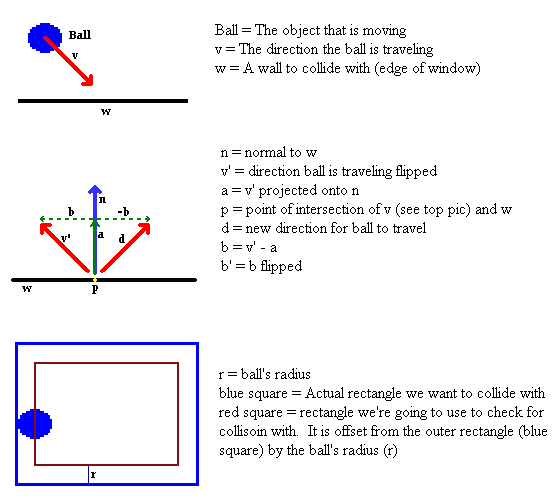 Ball
v
w
Ball = The object that is moving
v = The direction the ball is traveling
w = A wall to collide with (edge of window)
n
b
-b
v'
a
d
w
p
n = normal to w
v' = direction ball is traveling flipped
a = v' projected onto n
p = point of intersection of v (see top pic) and w
d = new direction for ball to travel
b = v' - a
b' = b flipped
r
r = ball's radius
blue square = Actual rectangle we want to collide with
red square = rectangle we're going to use to check for
collisoin with. It is offset from the outer rectangle (blue
square) by the ball's radius (r)